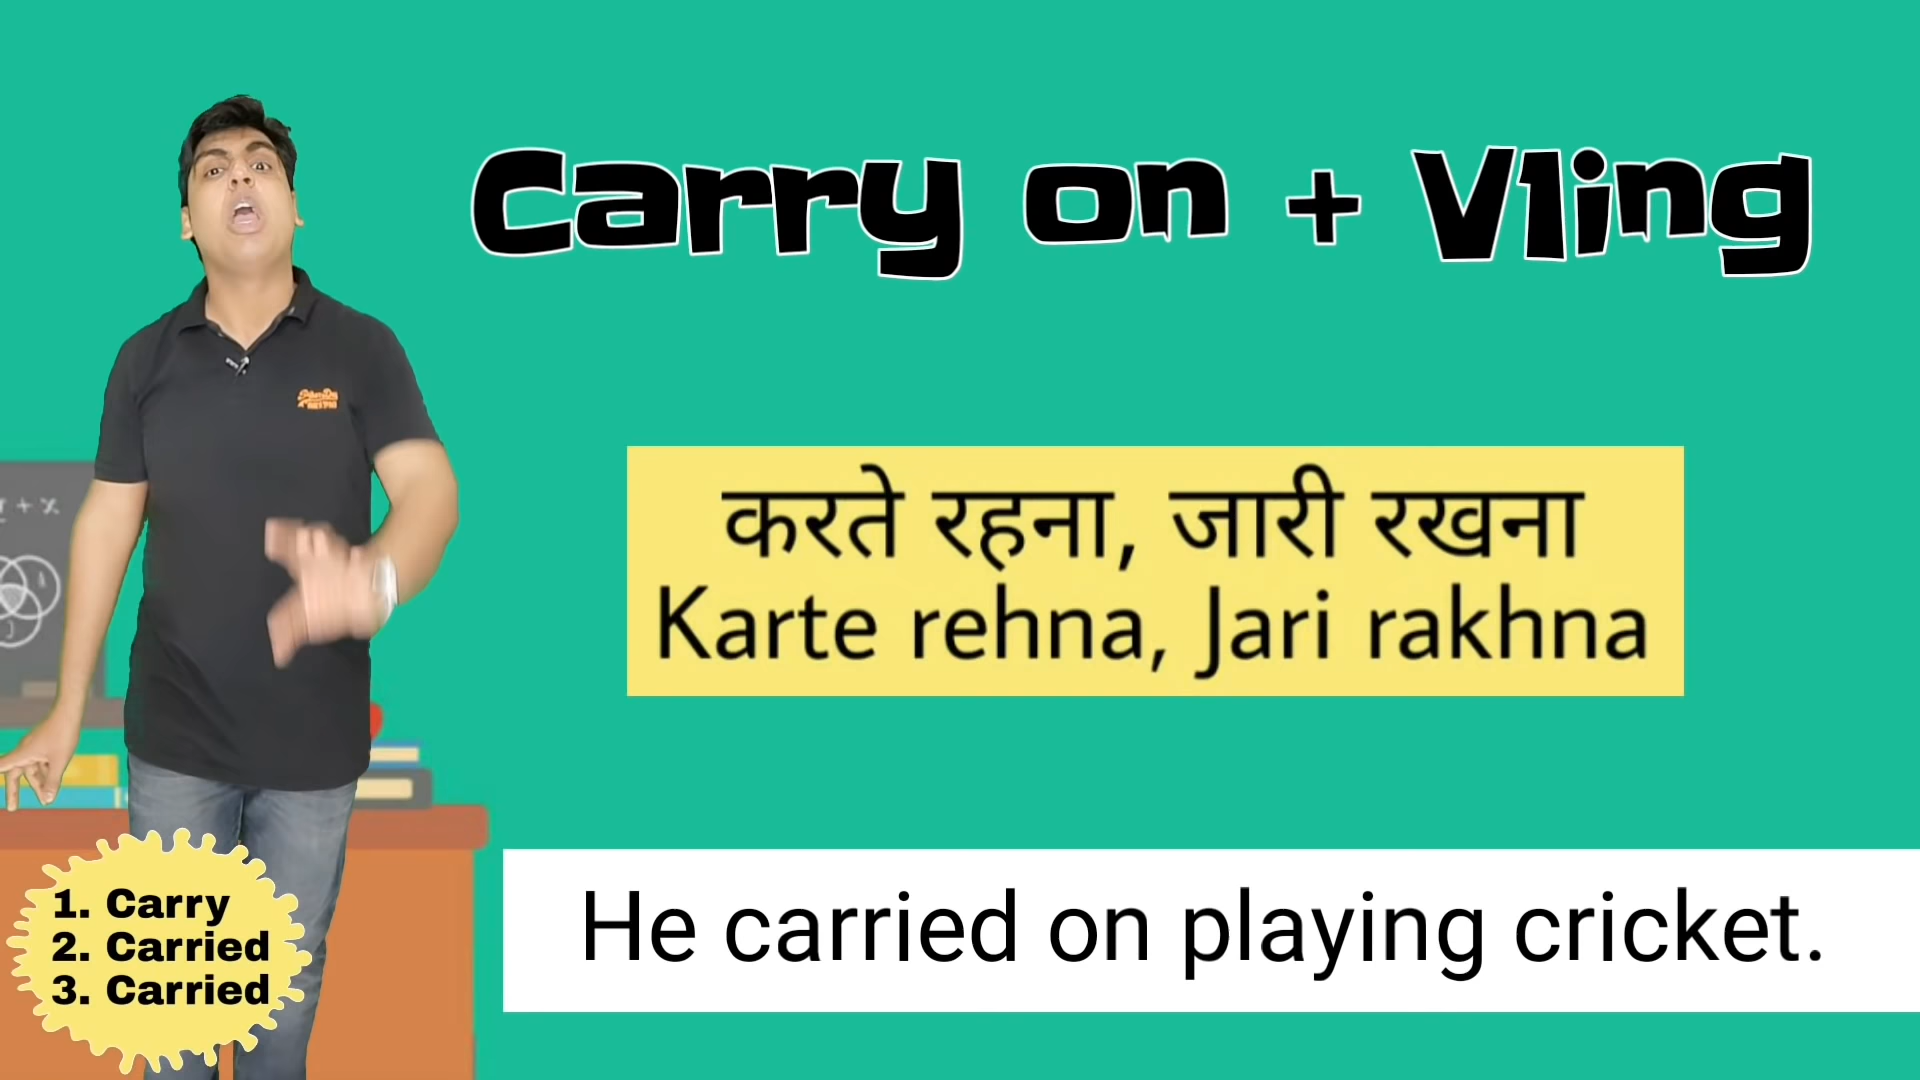 Carry on + V1ing
करते रहना, जारी रखना
Karte rehna, Jari rakhna
He carried on playing cricket.
1. Carry
2. Carried
3. Carried